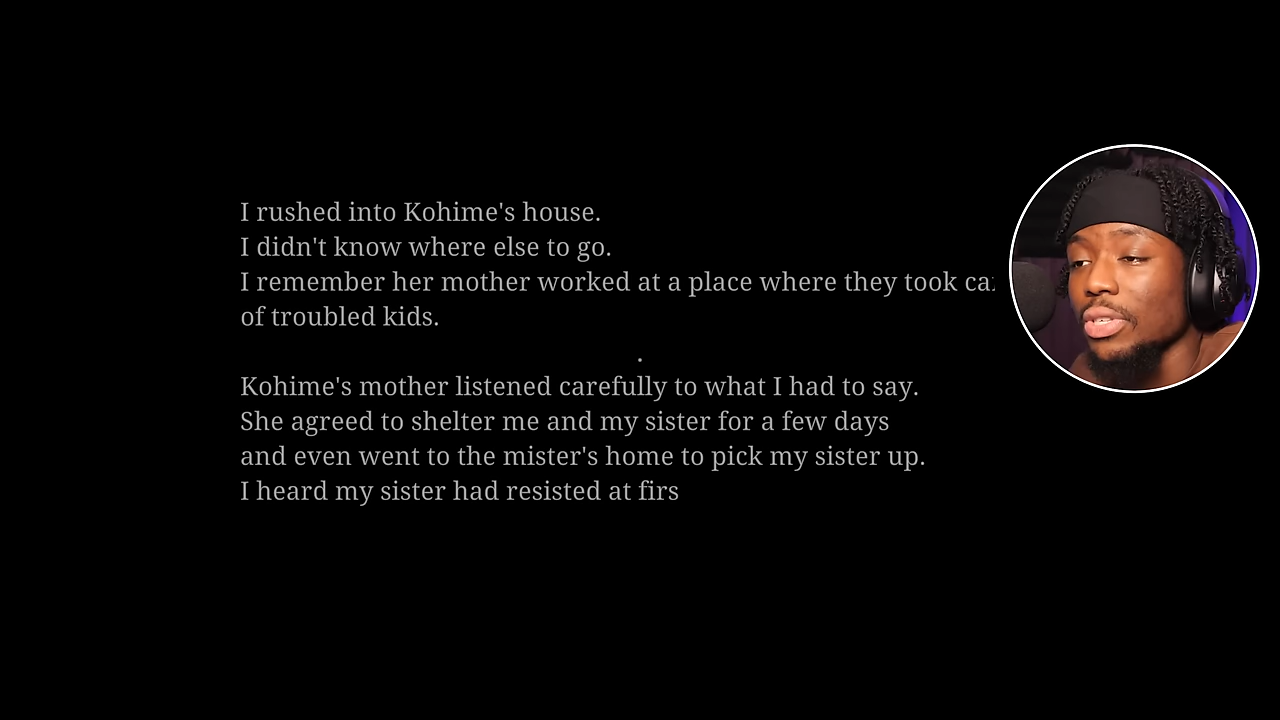 I rushed into Kohime's house.
I didn't know where else to go.
I remember her mother worked at a place where they took
of troubled kids.
.
Kohime's mother listened carefully to what I had to say.
She agreed to shelter me and my sister for a few days
and even went to the mister's home to pick my sister up.
I heard my sister had resisted at firs